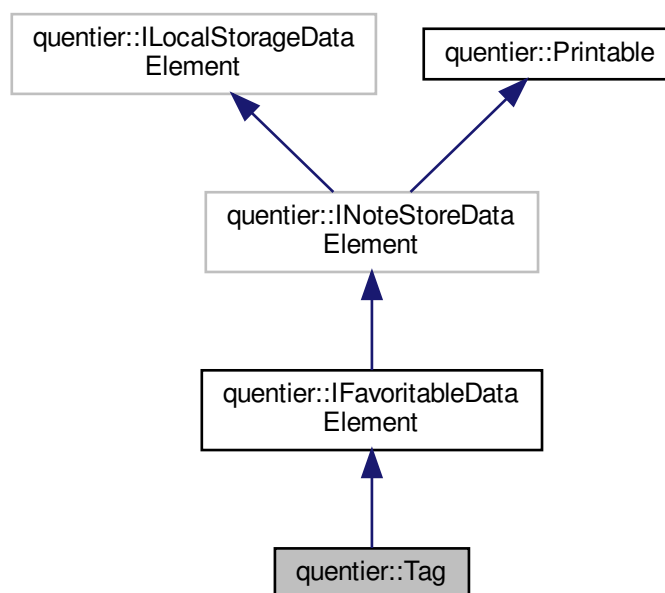 quentier::ILocalStorageData
Element
quentier::Printable
quentier::INoteStoreData
Element
quentier::IFavoritableData
Element
quentier::Tag